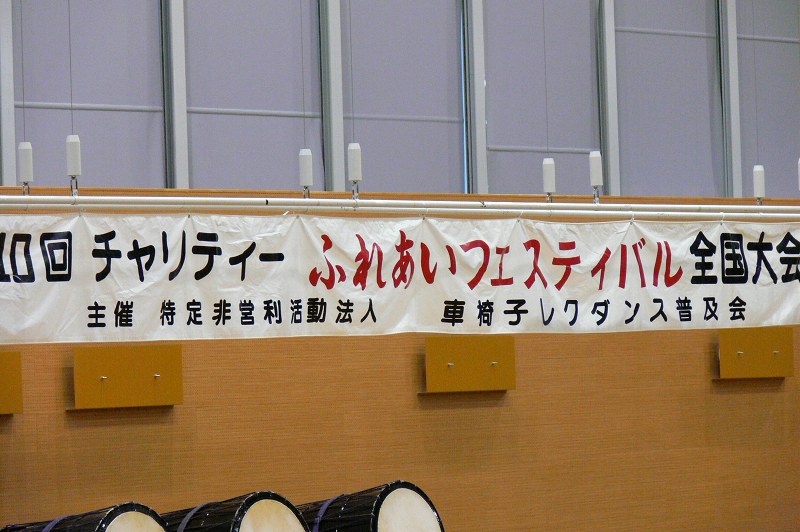 10回 チャリティー ふれあいフェスティバル 全国大会
主催 特定非営利活動法人 車椅子レクダンス普及会